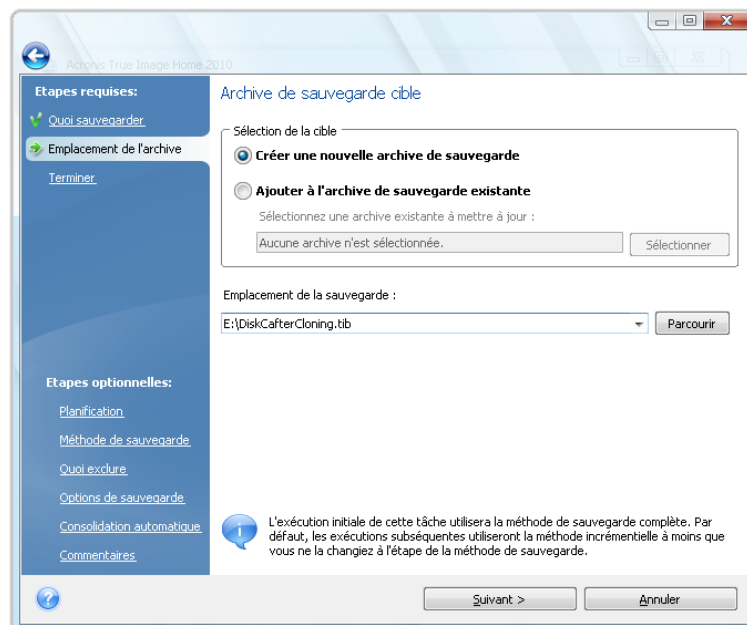 Acronis True Image Home 2010
Etapes requises:
Quoi sauvegarder
Emplacement de l'archive
Terminer
Archive de sauvegarde cible
Sélection de la cible
Créer une nouvelle archive de sauvegarde
Ajouter à l'archive de sauvegarde existante
Sélectionnez une archive existante à mettre à jour :
Aucune archive n'est sélectionnée.
Sélectionner
Emplacement de la sauvegarde :
E:\DiskCafterCloning.tib
Parcourir
Etapes optionnelles:
Planification
Méthode de sauvegarde
Quoi exclure
Options de sauvegarde
Consolidation automatique
Commentaires
L'exécution initiale de cette tâche utilisera la méthode de sauvegarde complète. Par
défaut, les exécutions subséquentes utiliseront la méthode incrémentielle à moins que
vous ne la changiez à l'étape de la méthode de sauvegarde.
Suivant >
Annuler